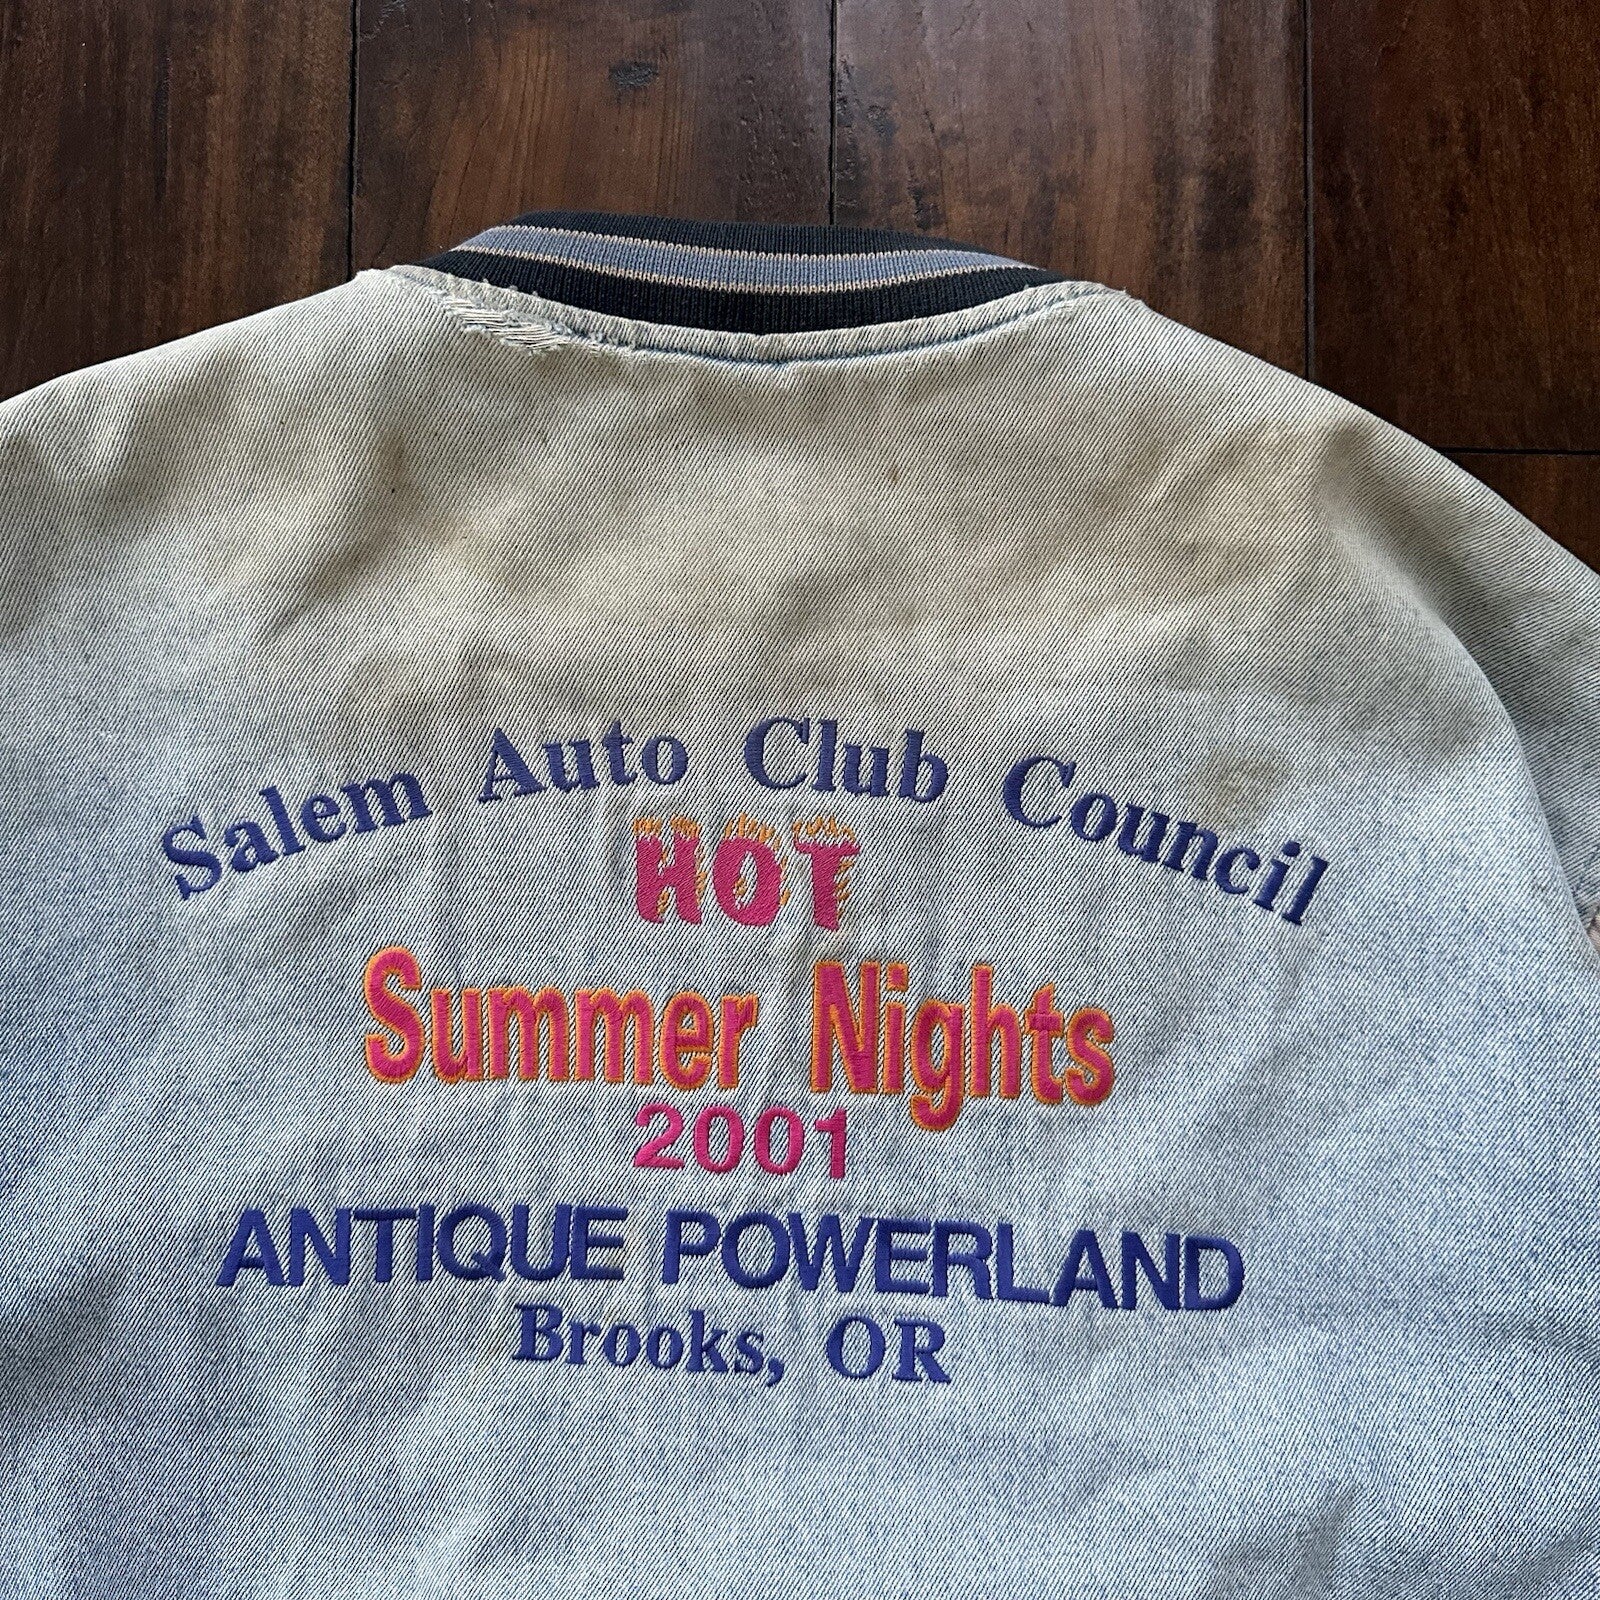 Salem Auto Club Council
HOT
Summer Nights
2001
ANTIQUE POWERLAND
Brooks, OR